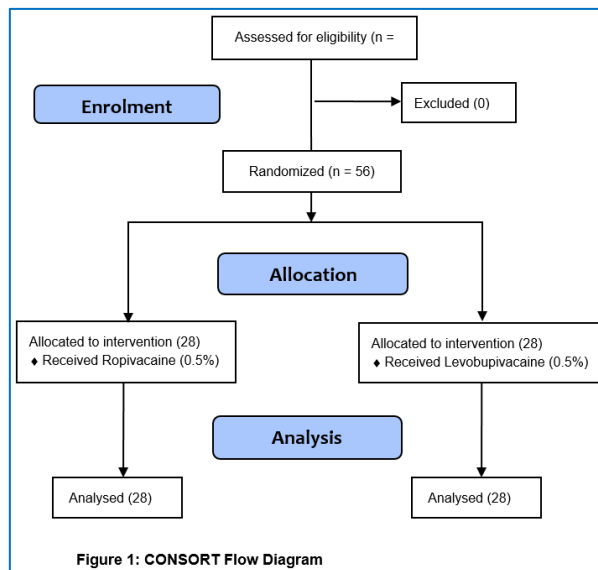 Assessed for eligibility (n =
Enrolment
Excluded (0)
Randomized (n = 56)
Allocation
Allocated to intervention (28)
♦ Received Ropivacaine (0.5%)
Allocated to intervention (28)
♦ Received Levobupivacaine (0.5%)
Analysis
Analysed (28)
Analysed (28)
Figure 1: CONSORT Flow Diagram